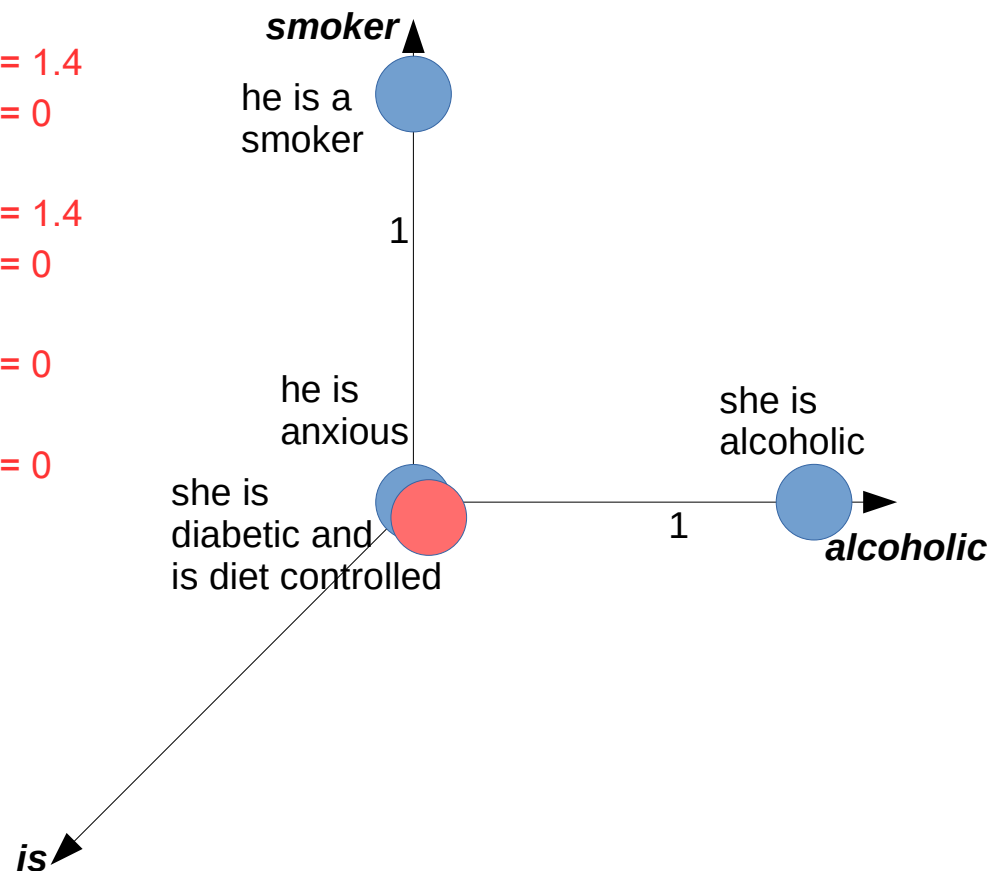 smoker
= 1.4
he is a
= 0
smoker
= 1.4
1
= 0
= 0
he is
anxious
she is
alcoholic
= 0
she is
diabetic and
is diet controlled
1
alcoholic
is